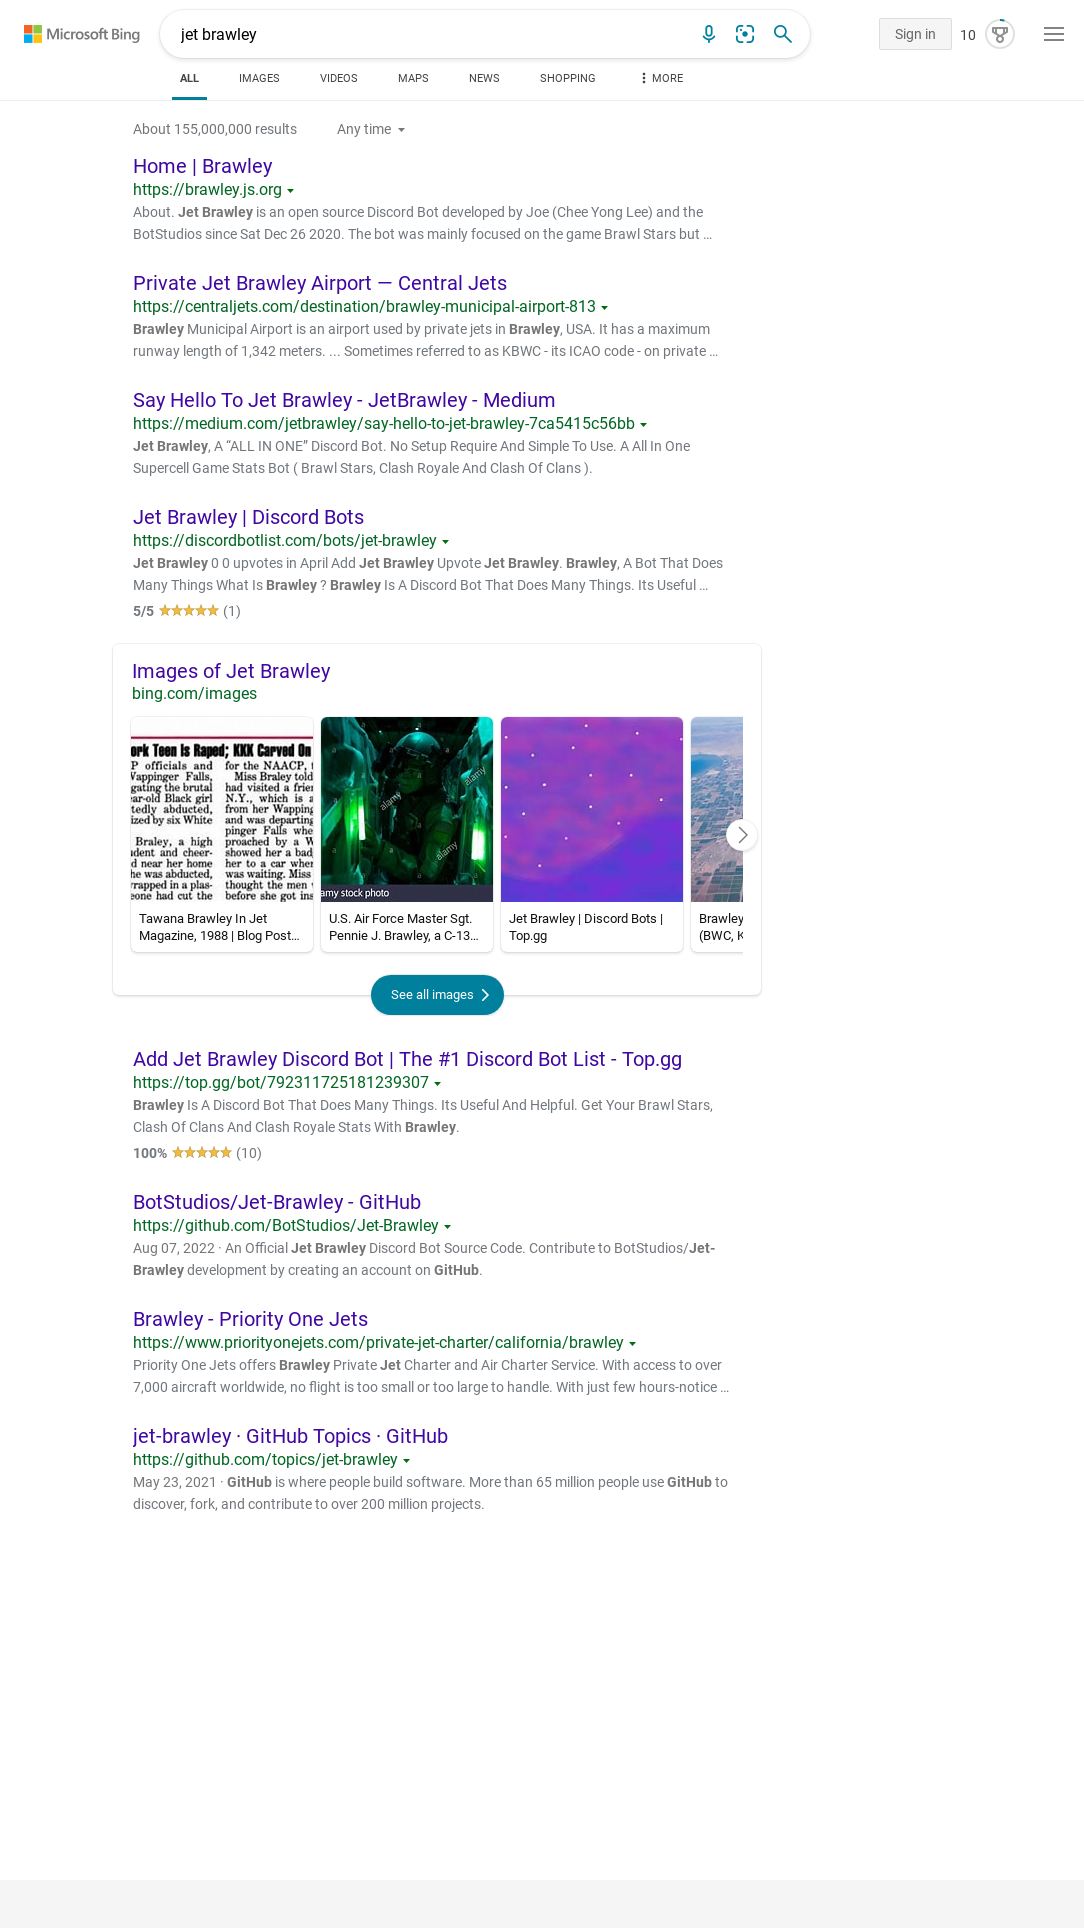 Microsoft Bing
jet brawley
Sign in
10
ALL
IMAGES
VIDEOS
MAPS
NEWS
SHOPPING
MORE
About 155,000,000 results
Any time
Home | Brawley
https://brawley.js.org
About. Jet Brawley is an open source Discord Bot developed by Joe (Chee Yong Lee) and the
BotStudios since Sat Dec 26 2020. The bot was mainly focused on the game Brawl Stars but …
Private Jet Brawley Airport — Central Jets
https://centraljets.com/destination/brawley-municipal-airport-813
Brawley Municipal Airport is an airport used by private jets in Brawley, USA. It has a maximum
runway length of 1,342 meters. ... Sometimes referred to as KBWC - its ICAO code - on private …
Say Hello To Jet Brawley - JetBrawley - Medium
https://medium.com/jetbrawley/say-hello-to-jet-brawley-7ca5415c56bb
Jet Brawley, A “ALL IN ONE” Discord Bot. No Setup Require And Simple To Use. A All In One
Supercell Game Stats Bot ( Brawl Stars, Clash Royale And Clash Of Clans ).
Jet Brawley | Discord Bots
https://discordbotlist.com/bots/jet-brawley
Jet Brawley 0 0 upvotes in April Add Jet Brawley Upvote Jet Brawley. Brawley, A Bot That Does
Many Things What Is Brawley ? Brawley Is A Discord Bot That Does Many Things. Its Useful …
5/5 (1)
Images of Jet Brawley
bing.com/images
ork Teen Is Raped; KKK Carved On
P officials and
Wappinger Falls,
gating the brutal
ear-old Black girl
tedly abducted,
ized by six White
Braley, a high
dent and cheer-
d near her home
he was abducted,
wrapped in a plas-
eone had cut the
for the NAACP, t
Miss Braley told
had visited a frien
N.Y., which is a
from her Wapping
and was departing
pinger Falls whe
proached by a W
showed her a badg
her to a car wher
was waiting. Miss
thought the men w
before she got ins
alamy
alamy
alamy
amy stock photo
Tawana Brawley In Jet
Magazine, 1988 | Blog Post…
U.S. Air Force Master Sgt.
Pennie J. Brawley, a C-13…
Jet Brawley | Discord Bots |
Top.gg
Brawley
(BWC, K
See all images
Add Jet Brawley Discord Bot | The #1 Discord Bot List - Top.gg
https://top.gg/bot/792311725181239307
Brawley Is A Discord Bot That Does Many Things. Its Useful And Helpful. Get Your Brawl Stars,
Clash Of Clans And Clash Royale Stats With Brawley.
100% (10)
BotStudios/Jet-Brawley - GitHub
https://github.com/BotStudios/Jet-Brawley
Aug 07, 2022 · An Official Jet Brawley Discord Bot Source Code. Contribute to BotStudios/Jet-
Brawley development by creating an account on GitHub.
Brawley - Priority One Jets
https://www.priorityonejets.com/private-jet-charter/california/brawley
Priority One Jets offers Brawley Private Jet Charter and Air Charter Service. With access to over
7,000 aircraft worldwide, no flight is too small or too large to handle. With just few hours-notice …
jet-brawley · GitHub Topics · GitHub
https://github.com/topics/jet-brawley
May 23, 2021 · GitHub is where people build software. More than 65 million people use GitHub to
discover, fork, and contribute to over 200 million projects.